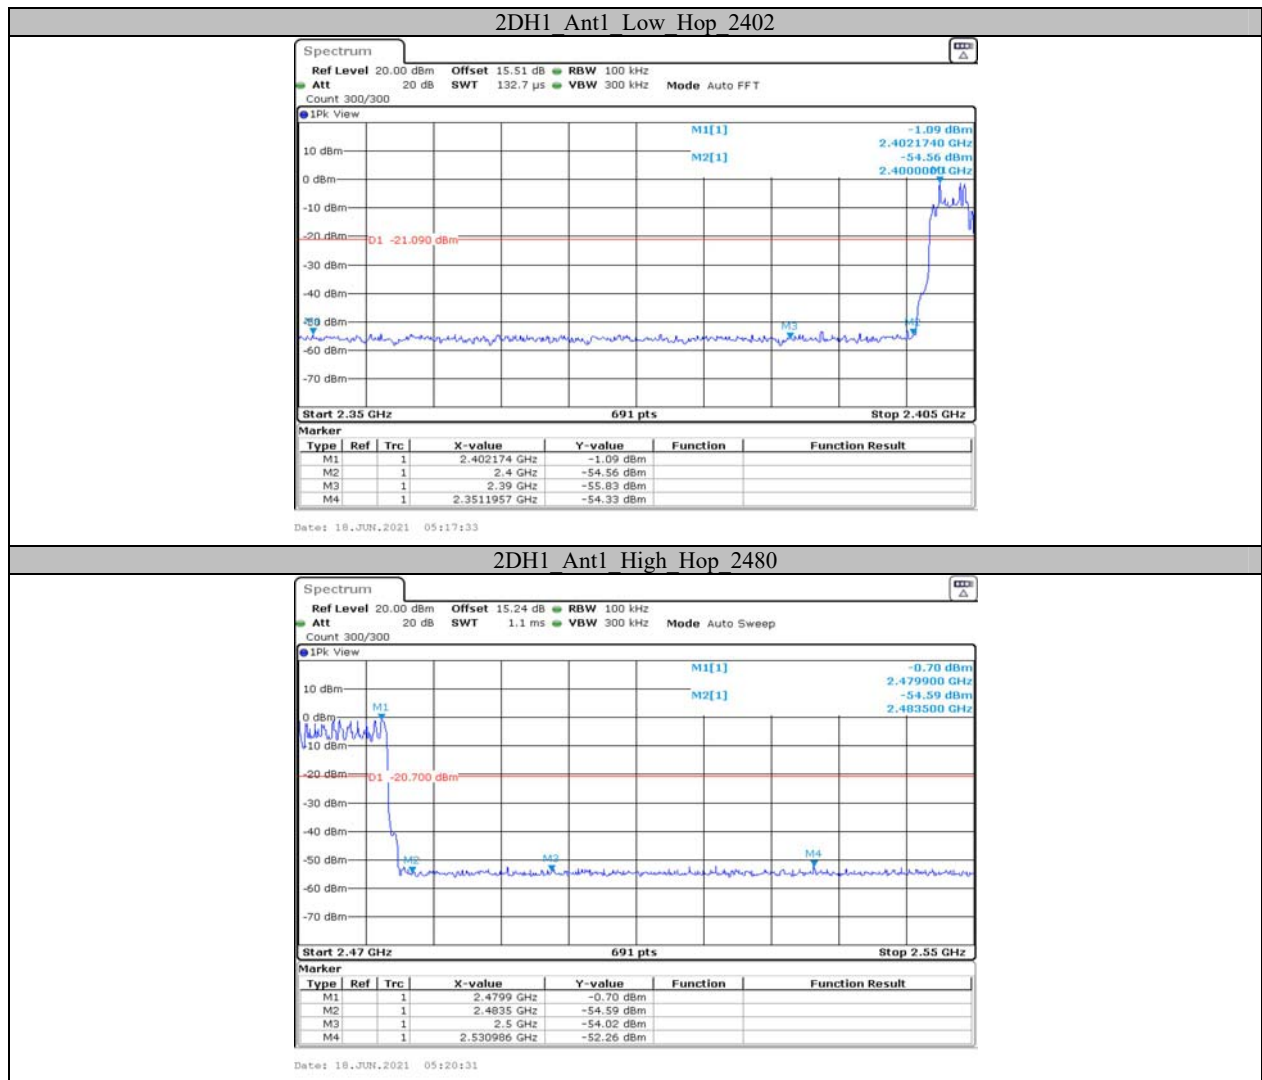 2DH1_Ant1_Low_Hop_2402
Spectrum
Ref Level 20.00 dBm Offset 15.51 dB RBW 100 kHz
Att 20 dB SWT 132.7 µs VBW 300 kHz Mode Auto FFT
Count 300/300
1Pk View
M1[1] -1.09 dBm
2.4021740 GHz
M2[1] -54.56 dBm
2.4000000 GHz
10 dBm
0 dBm
-10 dBm
-20 dBm
D1 -21.090 dBm
-30 dBm
-40 dBm
-50 dBm
M3
M2
-60 dBm
-70 dBm
Start 2.35 GHz 691 pts Stop 2.405 GHz
Marker
Type Ref Trc X-value Y-value Function Function Result
M1 1 2.402174 GHz -1.09 dBm
M2 1 2.4 GHz -54.56 dBm
M3 1 2.39 GHz -55.83 dBm
M4 1 2.3511957 GHz -54.33 dBm
Date: 18.JUN.2021 05:17:33
2DH1_Ant1_High_Hop_2480
Spectrum
Ref Level 20.00 dBm Offset 15.24 dB RBW 100 kHz
Att 20 dB SWT 1.1 ms VBW 300 kHz Mode Auto Sweep
Count 300/300
1Pk View
M1[1] -0.70 dBm
2.479900 GHz
M2[1] -54.59 dBm
2.483500 GHz
10 dBm
M1
0 dBm
-10 dBm
-20 dBm
D1 -20.700 dBm
-30 dBm
-40 dBm
-50 dBm
M2
M3
M4
-60 dBm
-70 dBm
Start 2.47 GHz 691 pts Stop 2.55 GHz
Marker
Type Ref Trc X-value Y-value Function Function Result
M1 1 2.4799 GHz -0.70 dBm
M2 1 2.4835 GHz -54.59 dBm
M3 1 2.5 GHz -54.02 dBm
M4 1 2.530986 GHz -52.26 dBm
Date: 18.JUN.2021 05:20:31